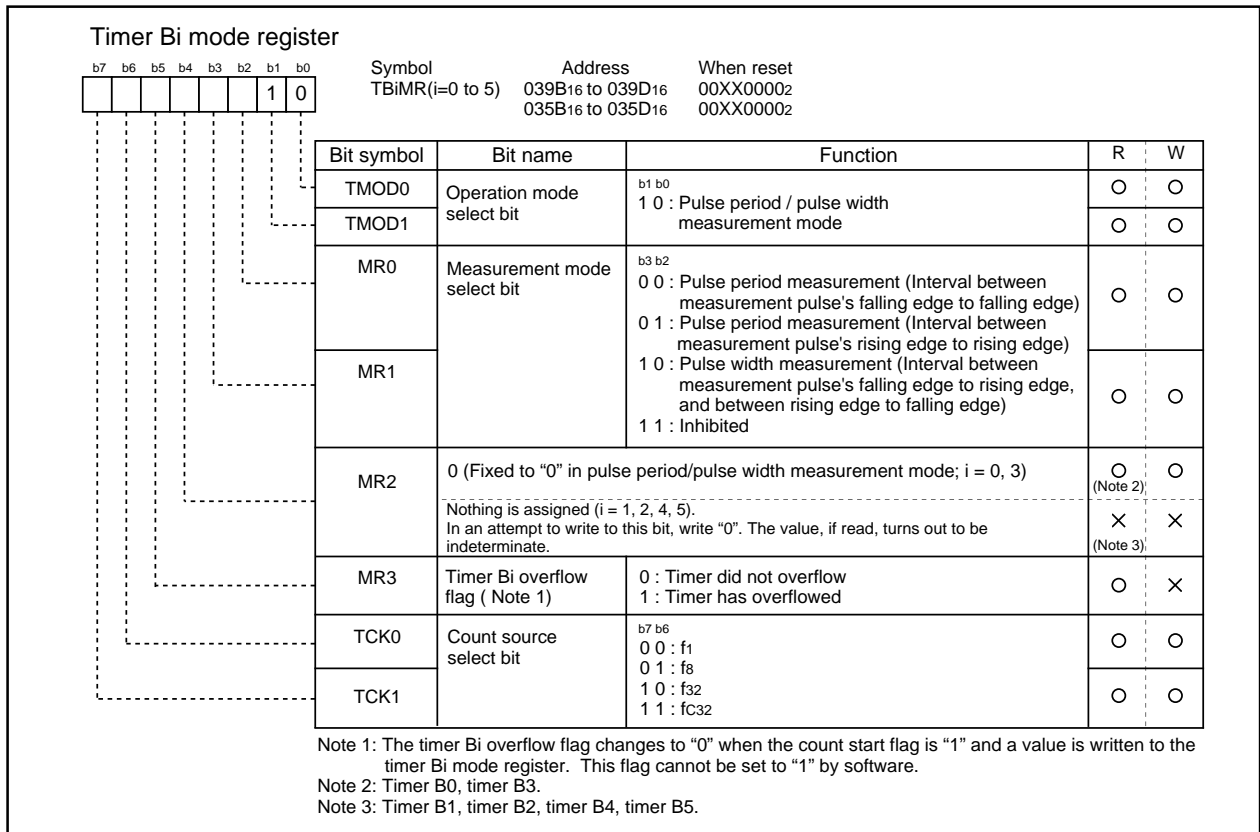 Timer Bi mode register
b7 b6 b5 b4 b3 b2 b1 b0
1 0
Symbol Address When reset
TBiMR(i=0 to 5) 039B16 to 039D16 00XX00002
035B16 to 035D16 00XX00002
Bit symbol Bit name Function R W
TMOD0
TMOD1
Operation mode
select bit
b1 b0
1 0 : Pulse period / pulse width
measurement mode
MR0
MR1
Measurement mode
select bit
b3 b2
0 0 : Pulse period measurement (Interval between
measurement pulse's falling edge to falling edge)
0 1 : Pulse period measurement (Interval between
measurement pulse's rising edge to rising edge)
1 0 : Pulse width measurement (Interval between
measurement pulse's falling edge to rising edge,
and between rising edge to falling edge)
1 1 : Inhibited
MR2
0 (Fixed to “0” in pulse period/pulse width measurement mode; i = 0, 3)
(Note 2)
Nothing is assigned (i = 1, 2, 4, 5).
In an attempt to write to this bit, write “0”. The value, if read, turns out to be
indeterminate.
(Note 3)
MR3
Timer Bi overflow
flag ( Note 1)
0 : Timer did not overflow
1 : Timer has overflowed
TCK0
TCK1
Count source
select bit
b7 b6
0 0 : f1
0 1 : f8
1 0 : f32
1 1 : fC32
Note 1: The timer Bi overflow flag changes to “0” when the count start flag is “1” and a value is written to the
timer Bi mode register. This flag cannot be set to “1” by software.
Note 2: Timer B0, timer B3.
Note 3: Timer B1, timer B2, timer B4, timer B5.